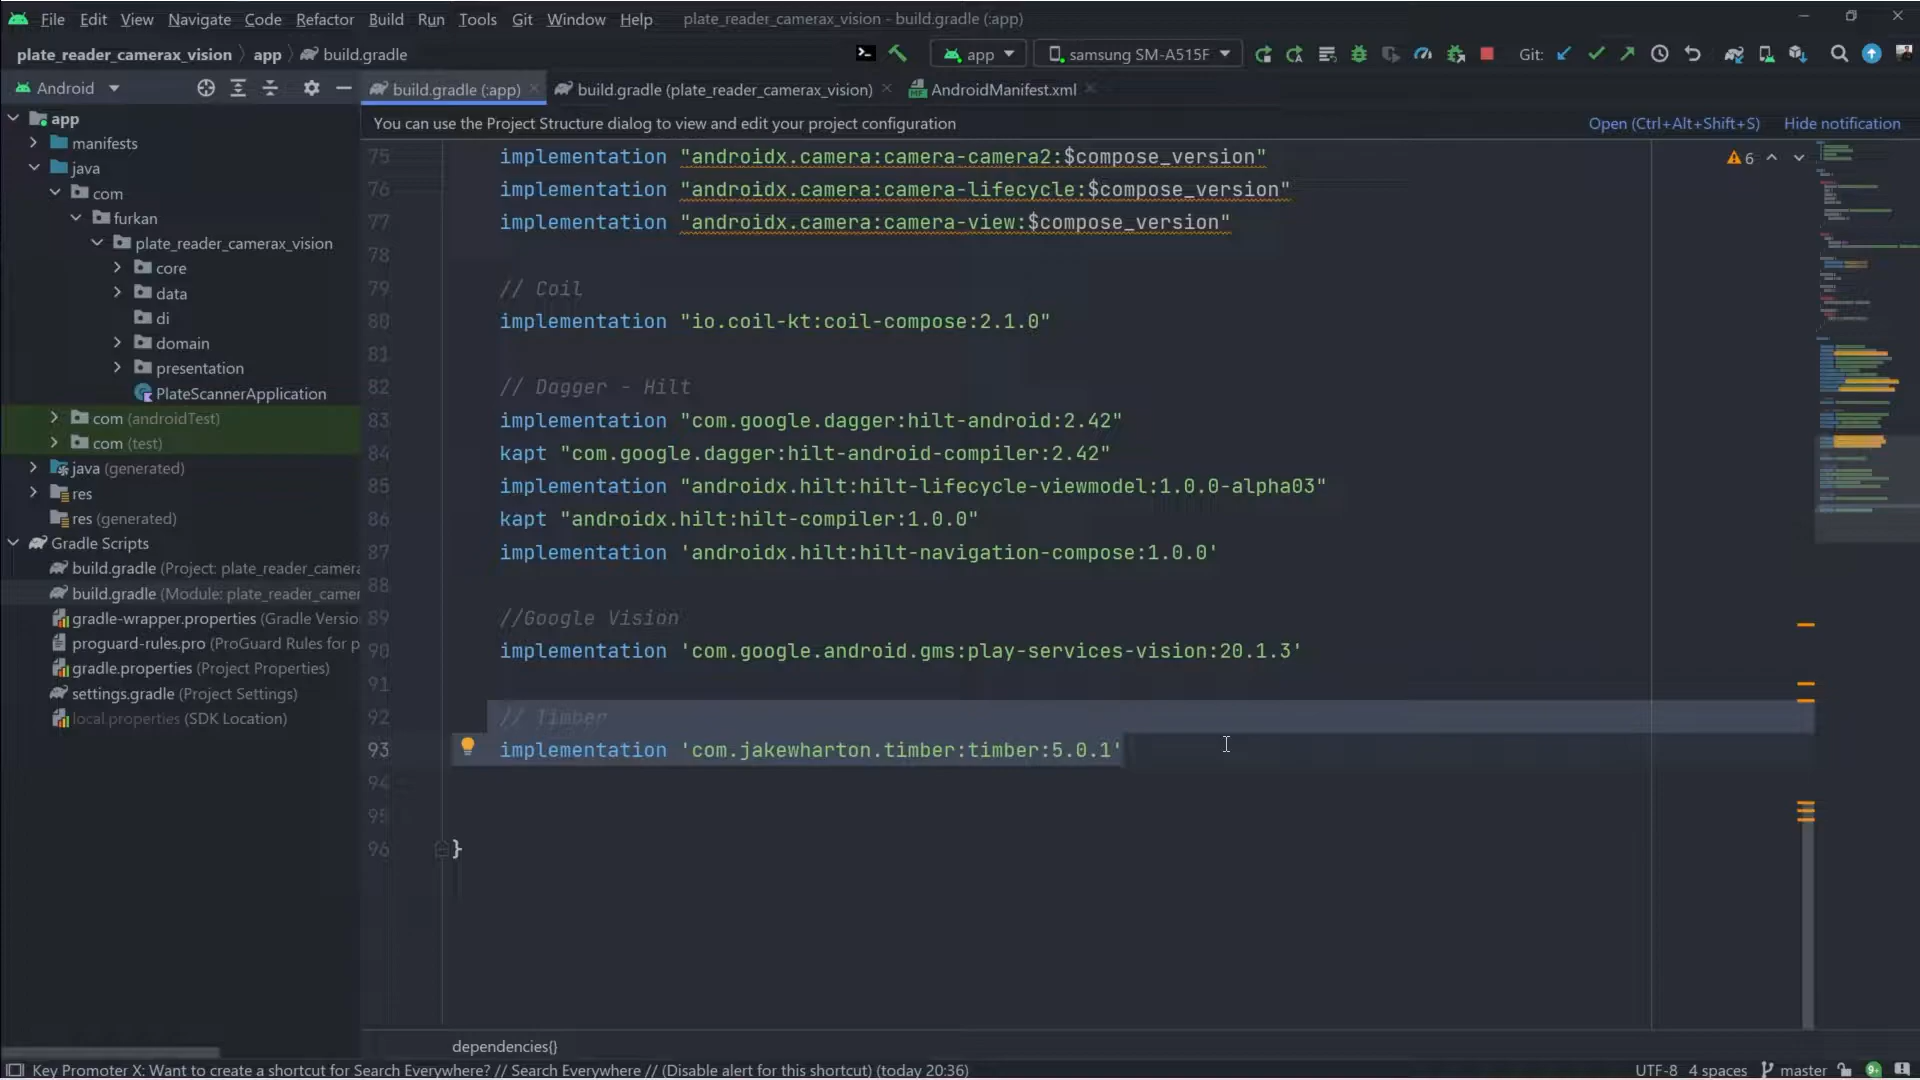 File Edit View Navigate Code Refactor Build Run Tools Git Window Help plate_reader_camerax_vision - build.gradle (:app)
plate_reader_camerax_vision app build.gradle app samsung SM-A515F Git:
Android build.gradle (:app) build.gradle (plate_reader_camerax_vision) AndroidManifest.xml
You can use the Project Structure dialog to view and edit your project configuration Open (Ctrl+Alt+Shift+S) Hide notification
app
manifests
java
com
furkan
plate_reader_camerax_vision
core
data
di
domain
presentation
PlateScannerApplication
com (androidTest)
com (test)
java (generated)
res
res (generated)
Gradle Scripts
build.gradle (Project: plate_reader_camera
build.gradle (Module: plate_reader_camer
gradle-wrapper.properties (Gradle Versio
proguard-rules.pro (ProGuard Rules for p
gradle.properties (Project Properties)
settings.gradle (Project Settings)
local.properties (SDK Location)
75 implementation "androidx.camera:camera-camera2:$compose_version"
76 implementation "androidx.camera:camera-lifecycle:$compose_version"
77 implementation "androidx.camera:camera-view:$compose_version"
78
79 // Coil
80 implementation "io.coil-kt:coil-compose:2.1.0"
81
82 // Dagger - Hilt
83 implementation "com.google.dagger:hilt-android:2.42"
84 kapt "com.google.dagger:hilt-android-compiler:2.42"
85 implementation "androidx.hilt:hilt-lifecycle-viewmodel:1.0.0-alpha03"
86 kapt "androidx.hilt:hilt-compiler:1.0.0"
87 implementation 'androidx.hilt:hilt-navigation-compose:1.0.0'
88
89 //Google Vision
90 implementation 'com.google.android.gms:play-services-vision:20.1.3'
91
92 // Timber
93 implementation 'com.jakewharton.timber:timber:5.0.1'
94
95
96 }
6
dependencies{}
Key Promoter X: Want to create a shortcut for Search Everywhere? // Search Everywhere // (Disable alert for this shortcut) (today 20:36) UTF-8 4 spaces master 9+